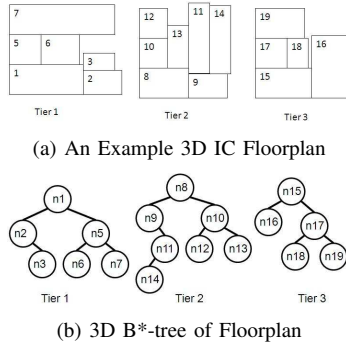 7
5 6
1
3
2
Tier 1
12
13
10
8
11
14
9
Tier 2
19
17 18
16
15
Tier 3
(a) An Example 3D IC Floorplan
n1
n2 n5
n3 n6 n7
Tier 1
n8
n9 n10
n11 n12 n13
n14
Tier 2
n15
n16 n17
n18 n19
Tier 3
(b) 3D B*-tree of Floorplan